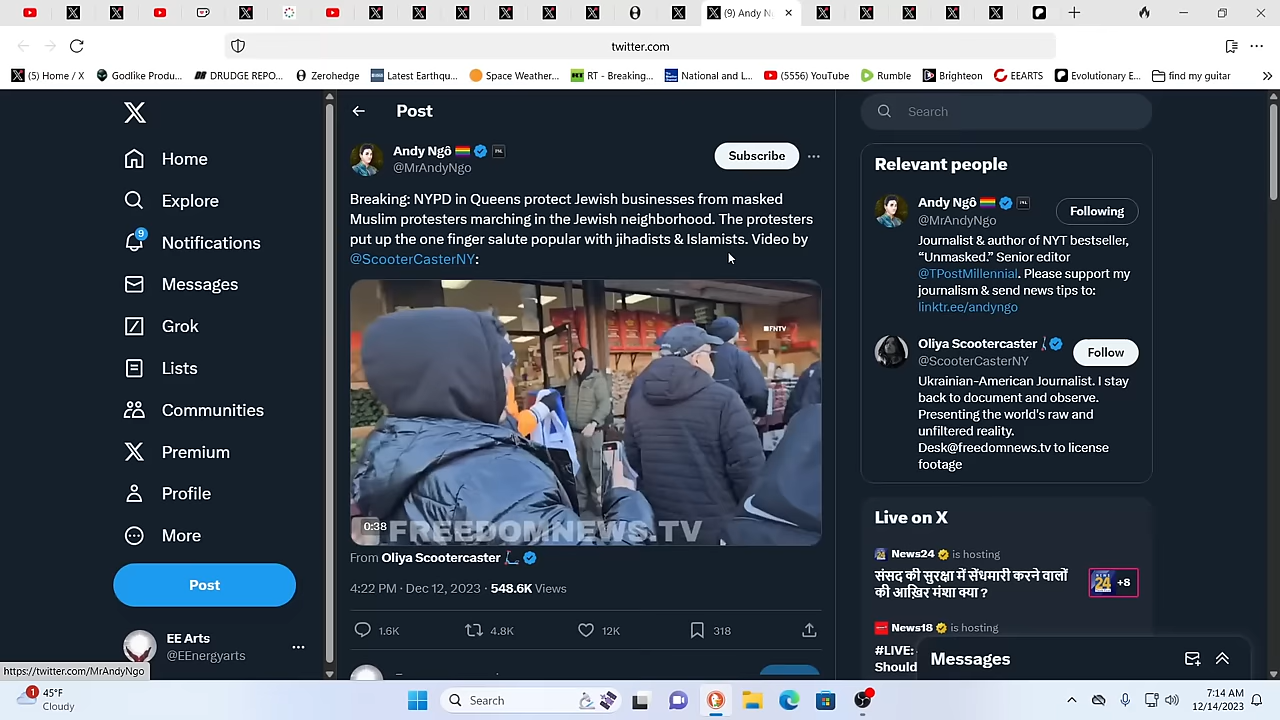 (9) Andy N
twitter.com
(5) Home / X
Godlike Produ...
DRUDGE REPO...
Zerohedge
Latest Earthqu...
Space Weather...
RT - Breaking...
National and I...
(5556) YouTube
Rumble
Brighteon
EEARTS
Evolutionary E...
find my guitar
Home
Explore
9
Notifications
Messages
Grok
Lists
Communities
Premium
Profile
More
Post
EE Arts
@EEnergyarts
https://twitter.com/MrAndyNgo
Post
Andy Ngô
@MrAndyNgo
Subscribe
Breaking: NYPD in Queens protect Jewish businesses from masked
Muslim protesters marching in the Jewish neighborhood. The protesters
put up the one finger salute popular with jihadists & Islamists. Video by
@ScooterCasterNY:
FNTV
0:38
FREEDOMNEWS.TV
From Oliya Scootercaster
4:22 PM · Dec 12, 2023 · 548.6K Views
1.6K
4.8K
12K
318
Search
Relevant people
Andy Ngô
@MrAndyNgo
Following
Journalist & author of NYT bestseller,
“Unmasked.” Senior editor
@TPostMillennial. Please support my
journalism & send news tips to:
linktr.ee/andyngo
Oliya Scootercaster
@ScooterCasterNY
Follow
Ukrainian-American Journalist. I stay
back to document and observe.
Presenting the world's raw and
unfiltered reality.
Desk@freedomnews.tv to license
footage
Live on X
News24 is hosting
संसद की सुरक्षा में सेंधमारी करने वालों
की आख़िर मंशा क्या ?
24
+8
News18 is hosting
#LIVE:
Should
Messages
1
45°F
Cloudy
Search
7:14 AM
12/14/2023